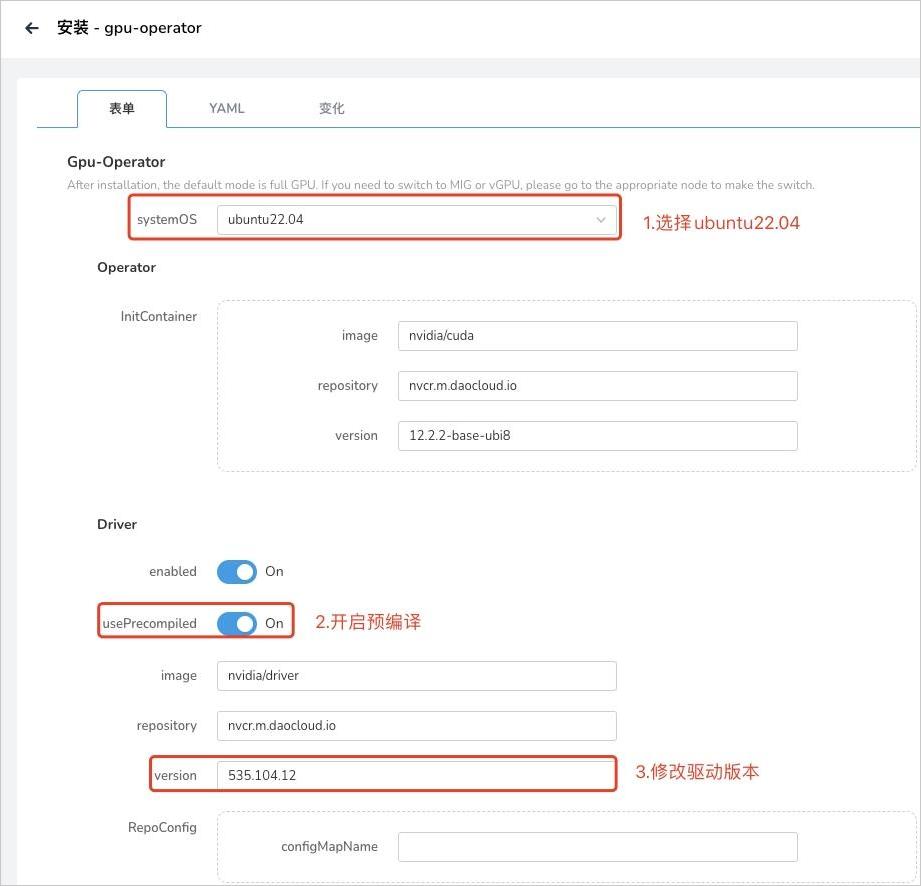 安装 - gpu-operator
表单 YAML 变化
Gpu-Operator
After installation, the default mode is full GPU. If you need to switch to MIG or vGPU, please go to the appropriate node to make the switch.
systemOS ubuntu22.04 1.选择ubuntu22.04
Operator
InitContainer
image nvidia/cuda
repository nvcr.m.daocloud.io
version 12.2.2-base-ubi8
Driver
enabled On
usePrecompiled On 2.开启预编译
image nvidia/driver
repository nvcr.m.daocloud.io
version 535.104.12 3.修改驱动版本
RepoConfig
configMapName